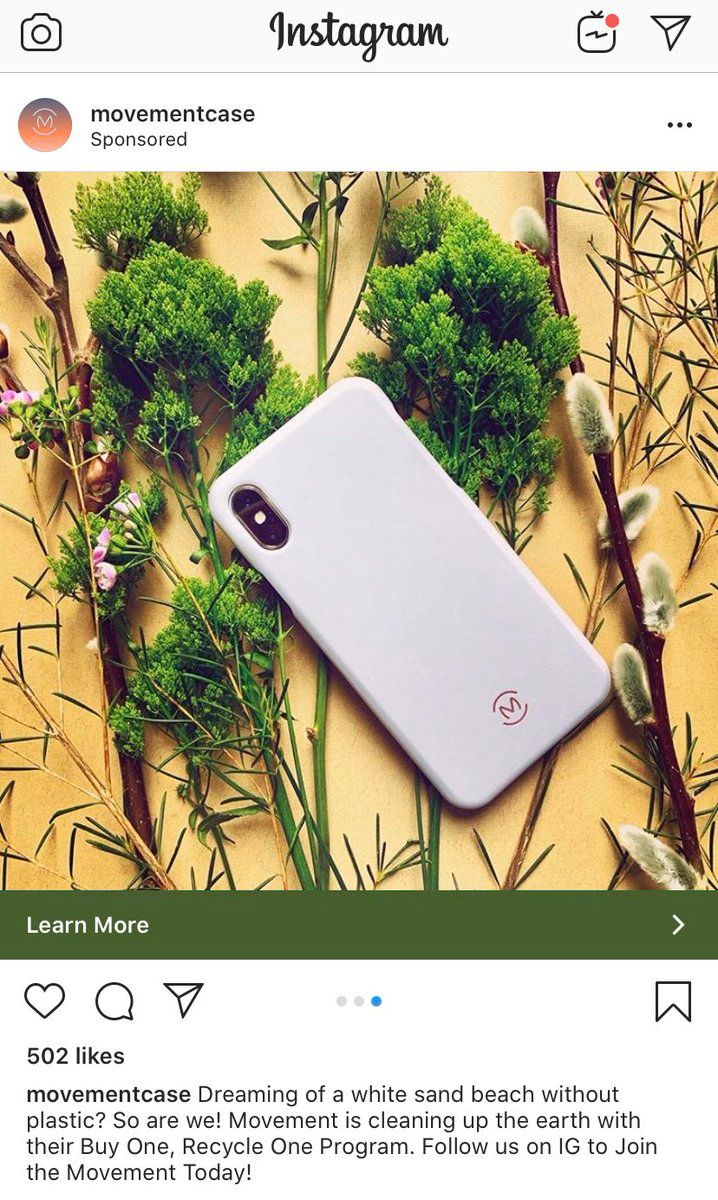 Instagram
movementcase
Sponsored
M
Learn More
502 likes
movementcase Dreaming of a white sand beach without
plastic? So are we! Movement is cleaning up the earth with
their Buy One, Recycle One Program. Follow us on IG to Join
the Movement Today!